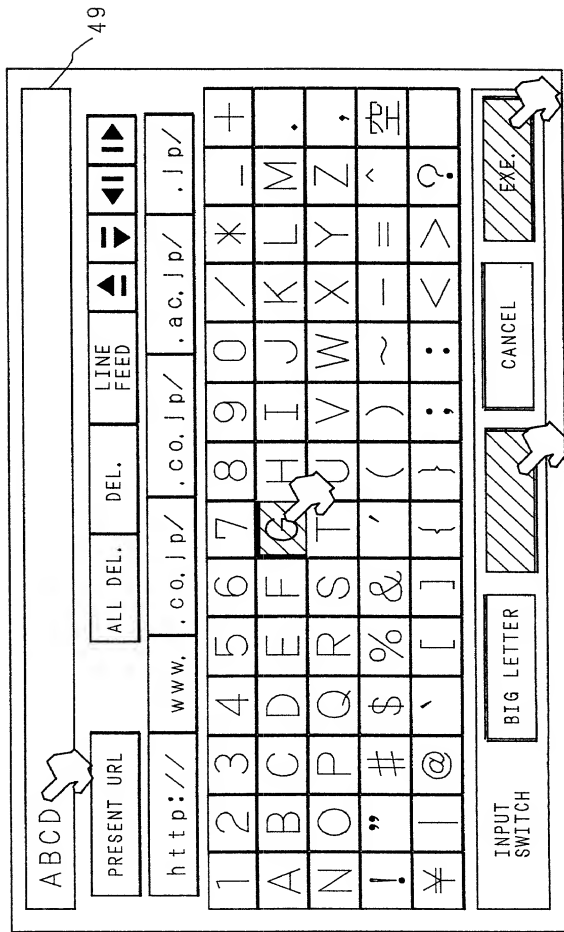 49
ABCD
PRESENT URL ALL DEL. DEL. LINE FEED
http:// www. .co.jp/ .co.jp/ .ac.jp/ .jp/
1 2 3 4 5 6 7 8 9 0 / * - +
A B C D E F G H I J K L M .
N O P Q R S T U V W X Y Z ,
! " # $ % & ' ( ) ~ - = ^ 空
¥ | @ ` [ ] { } ; : < > ?
INPUT SWITCH BIG LETTER CANCEL EXE.